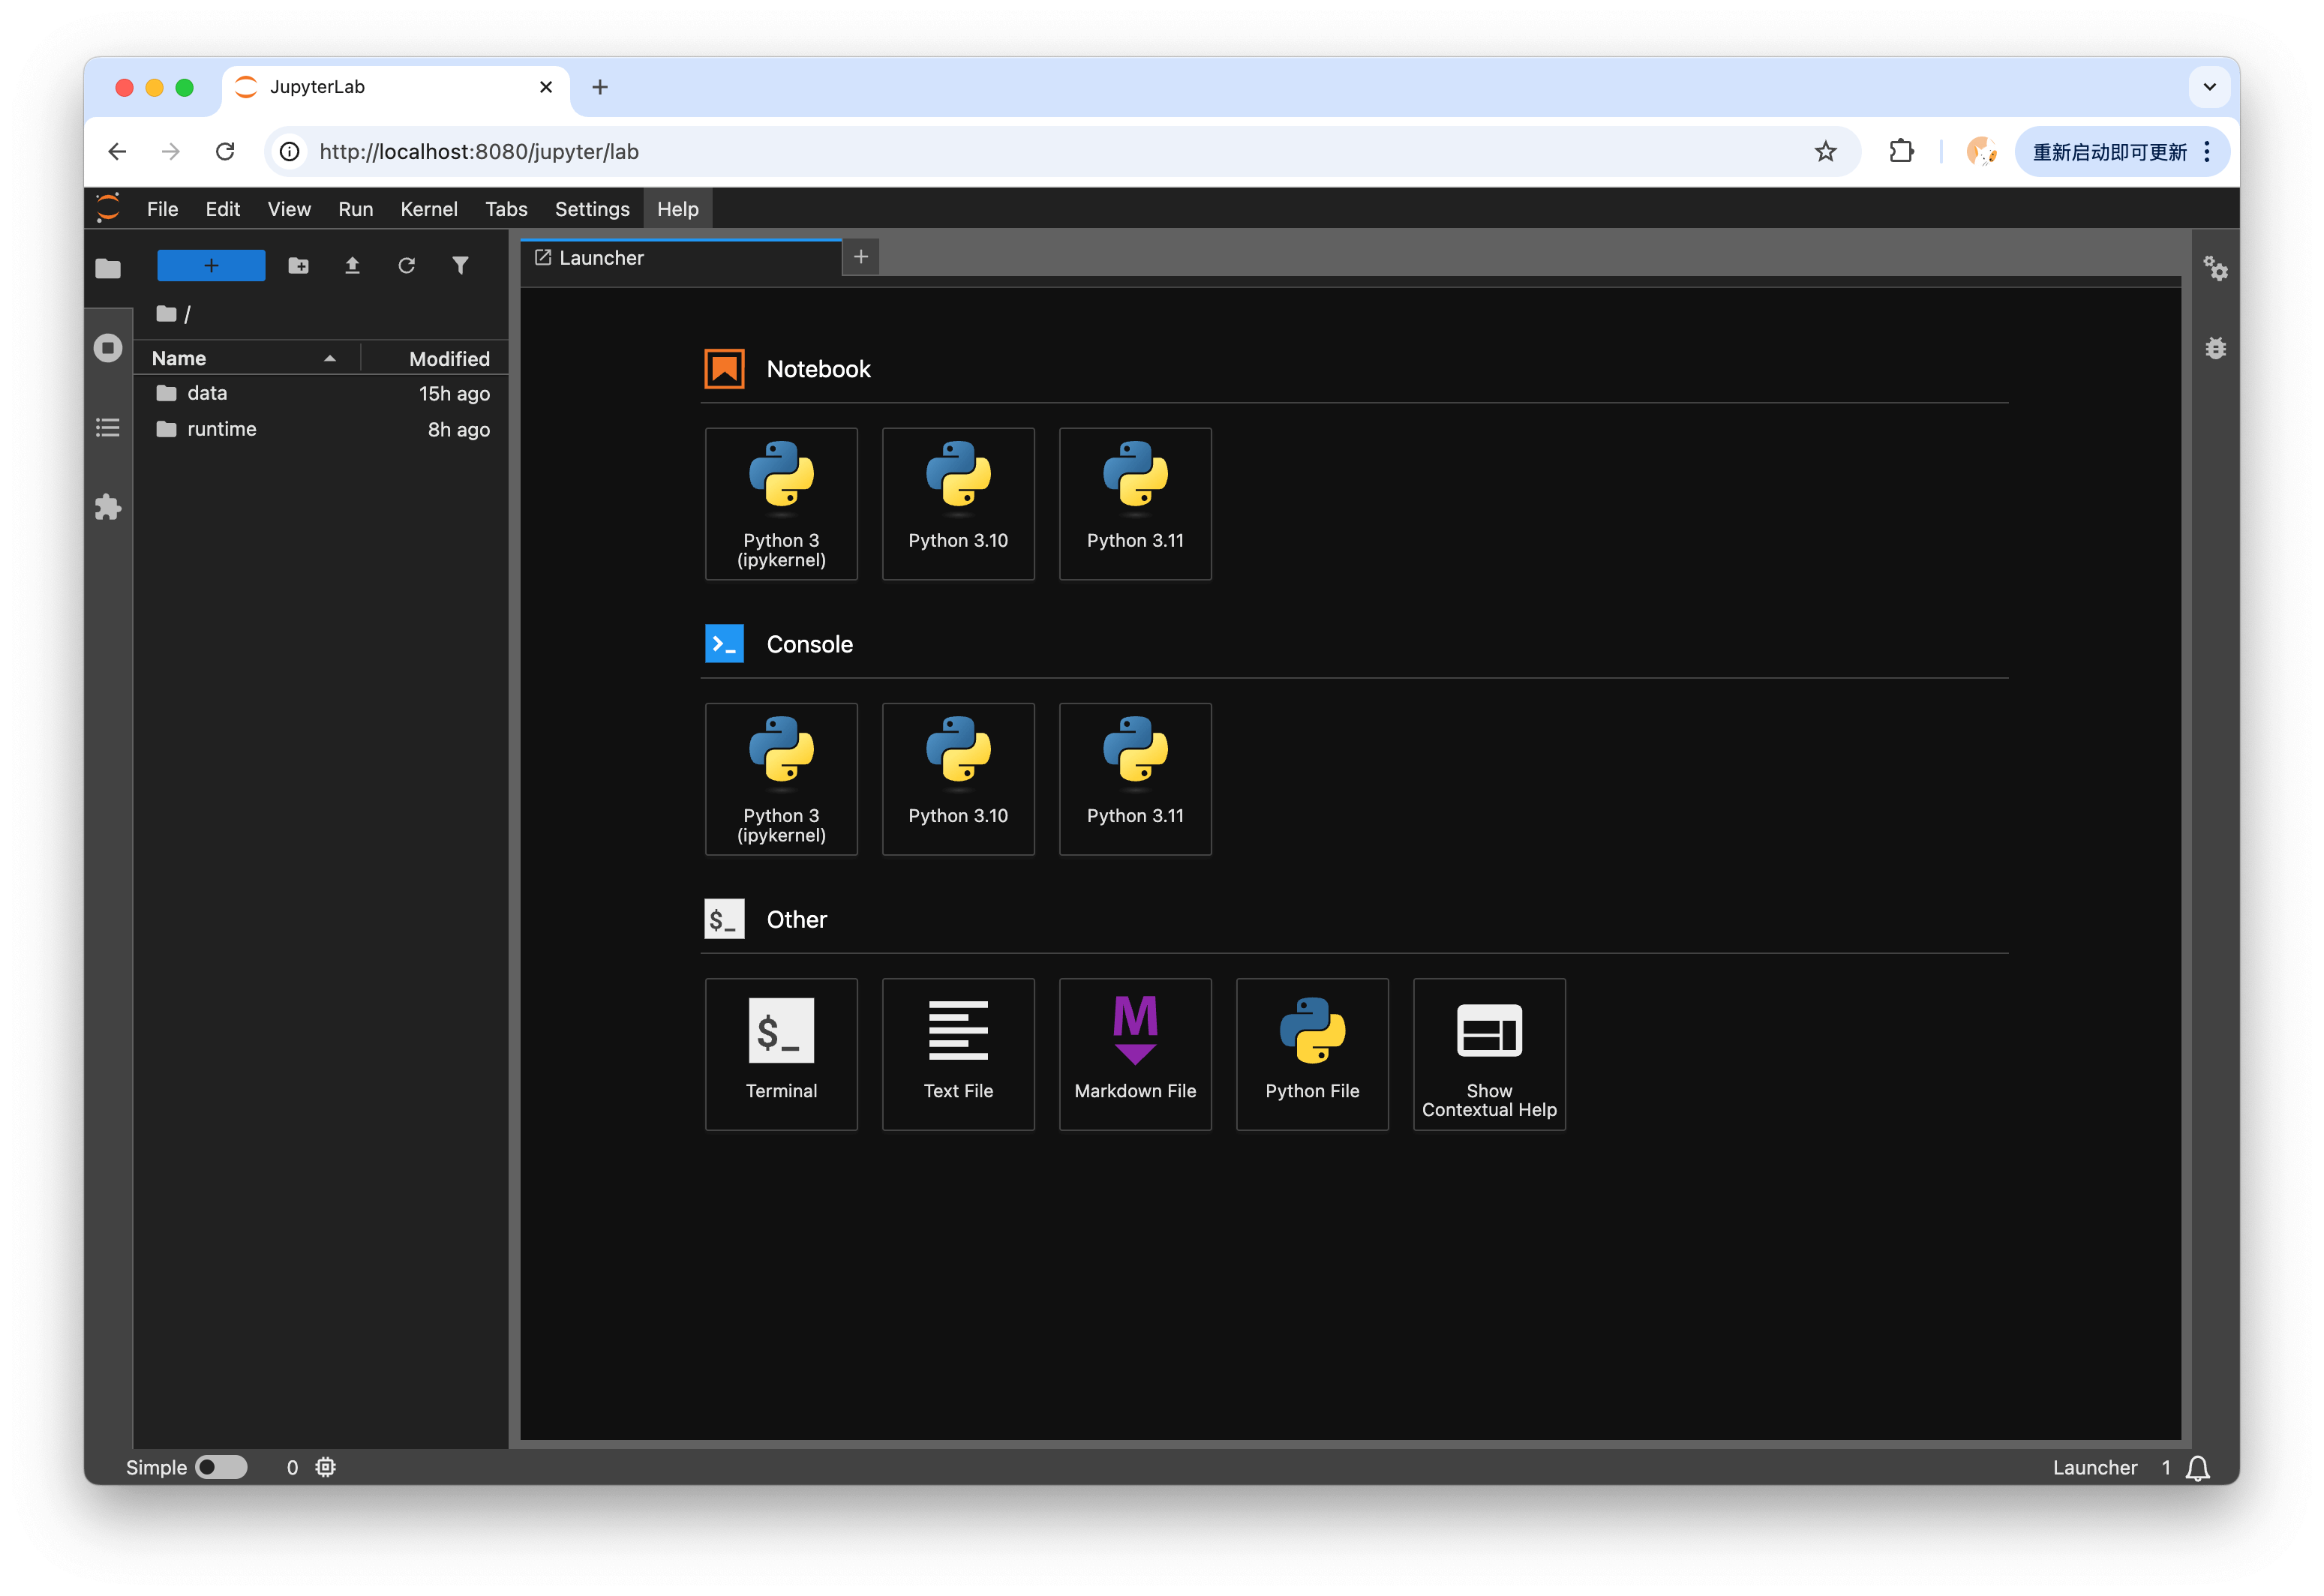 JupyterLab
http://localhost:8080/jupyter/lab
重新启动即可更新
File Edit View Run Kernel Tabs Settings Help
/
Name Modified
data 15h ago
runtime 8h ago
Launcher
Notebook
Python 3
(ipykernel)
Python 3.10
Python 3.11
Console
Python 3
(ipykernel)
Python 3.10
Python 3.11
$_ Other
$_
Terminal
Text File
M
Markdown File
Python File
Show
Contextual Help
Simple 0
Launcher 1